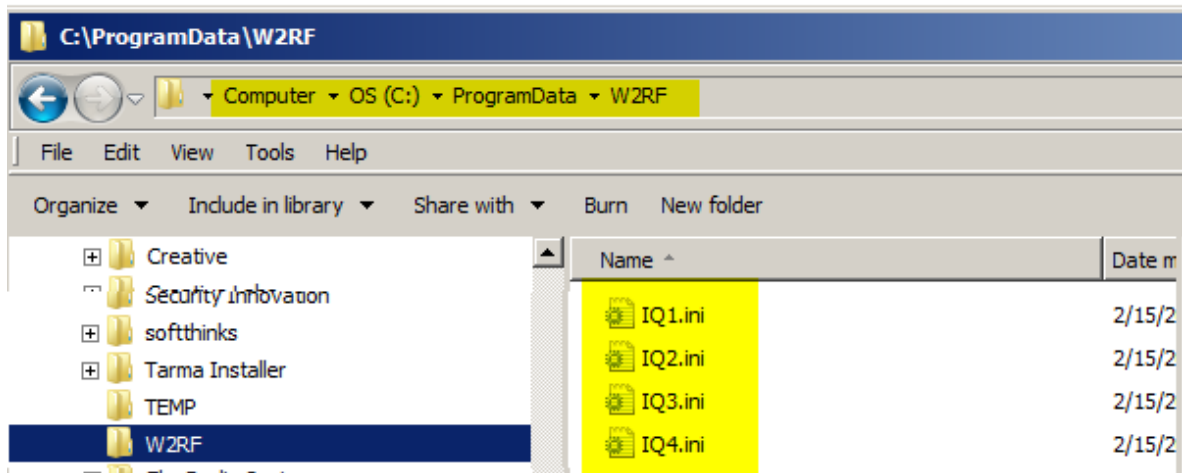 C:\ProgramData\W2RF
Computer OS (C:) ProgramData W2RF
File Edit View Tools Help
Organize Include in library Share with Burn New folder
Creative
Security Innovation
softthinks
Tarma Installer
TEMP
W2RF
Name Date m
IQ1.ini 2/15/2
IQ2.ini 2/15/2
IQ3.ini 2/15/2
IQ4.ini 2/15/2